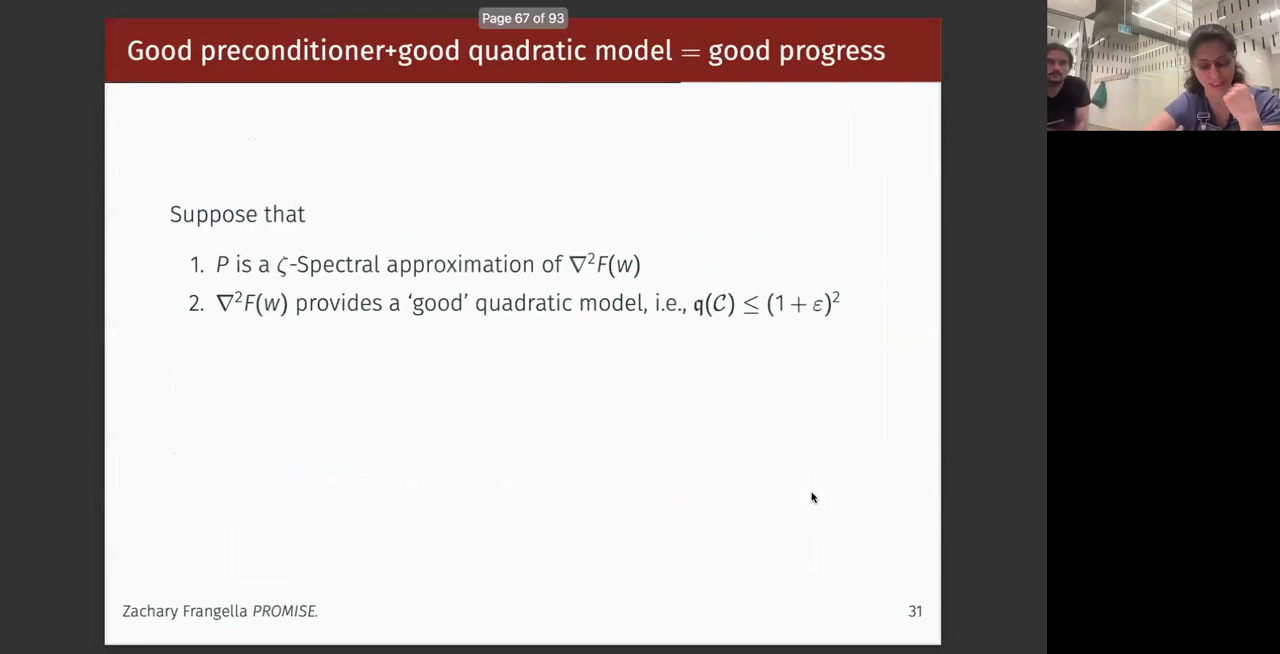 Page 67 of 93
Good preconditioner+good quadratic model = good progress
Suppose that
1. P is a ζ-Spectral approximation of ∇²F(w)
2. ∇²F(w) provides a ‘good’ quadratic model, i.e., 𝔮(𝒞) ≤ (1 + ε)²
Zachary Frangella PROMISE.
31